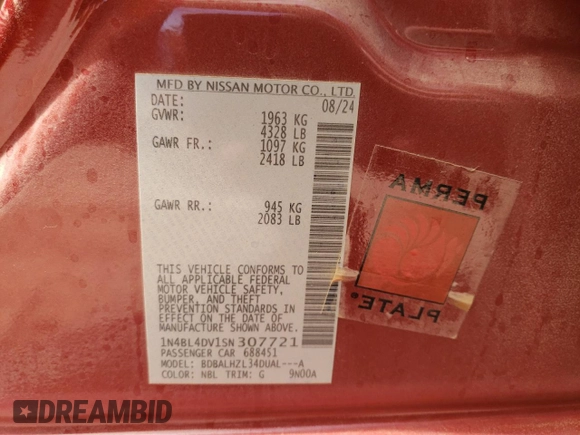 MFD BY NISSAN MOTOR CO., LTD.
DATE: 08/24
GVWR: 1963 KG
4328 LB
GAWR FR.: 1097 KG
2418 LB
GAWR RR.: 945 KG
2083 LB
THIS VEHICLE CONFORMS TO
ALL APPLICABLE FEDERAL
MOTOR VEHICLE SAFETY,
BUMPER, AND THEFT
PREVENTION STANDARDS IN
EFFECT ON THE DATE OF
MANUFACTURE SHOWN ABOVE.
1N4BL4DV1SN307721
PASSENGER CAR 688451
MODEL: BDBALHZL34DUAL---A
COLOR: NBL TRIM: G 9N00A
PERMA
PLATE®
DREAMBID